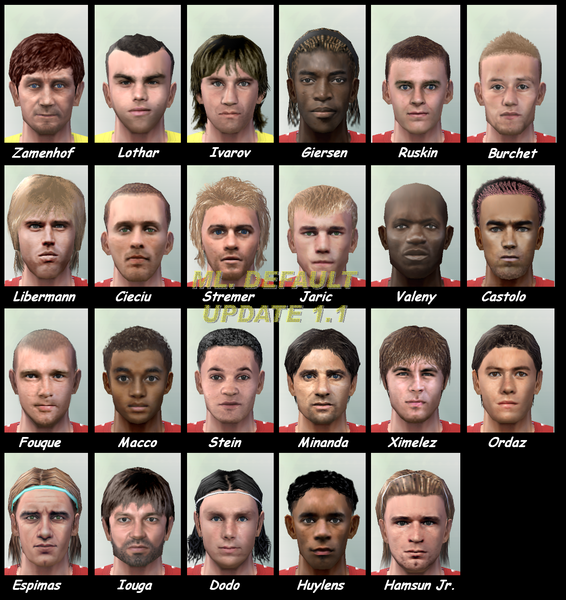 Zamenhof Lothar Ivarov Giersen Ruskin Burchet
Libermann Cieciu Stremer Jaric Valeny Castolo
ML. DEFAULT
UPDATE 1.1
Fouque Macco Stein Minanda Ximelez Ordaz
Espimas Iouga Dodo Huylens Hamsun Jr.